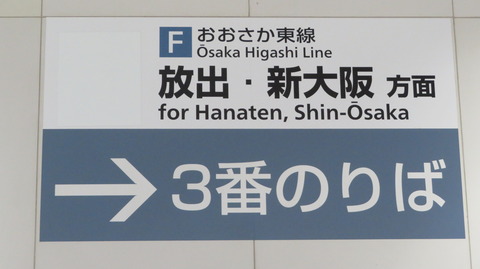 F おおさか東線
Ōsaka Higashi Line
放出・新大阪 方面
for Hanaten, Shin-Ōsaka
→ 3番のりば